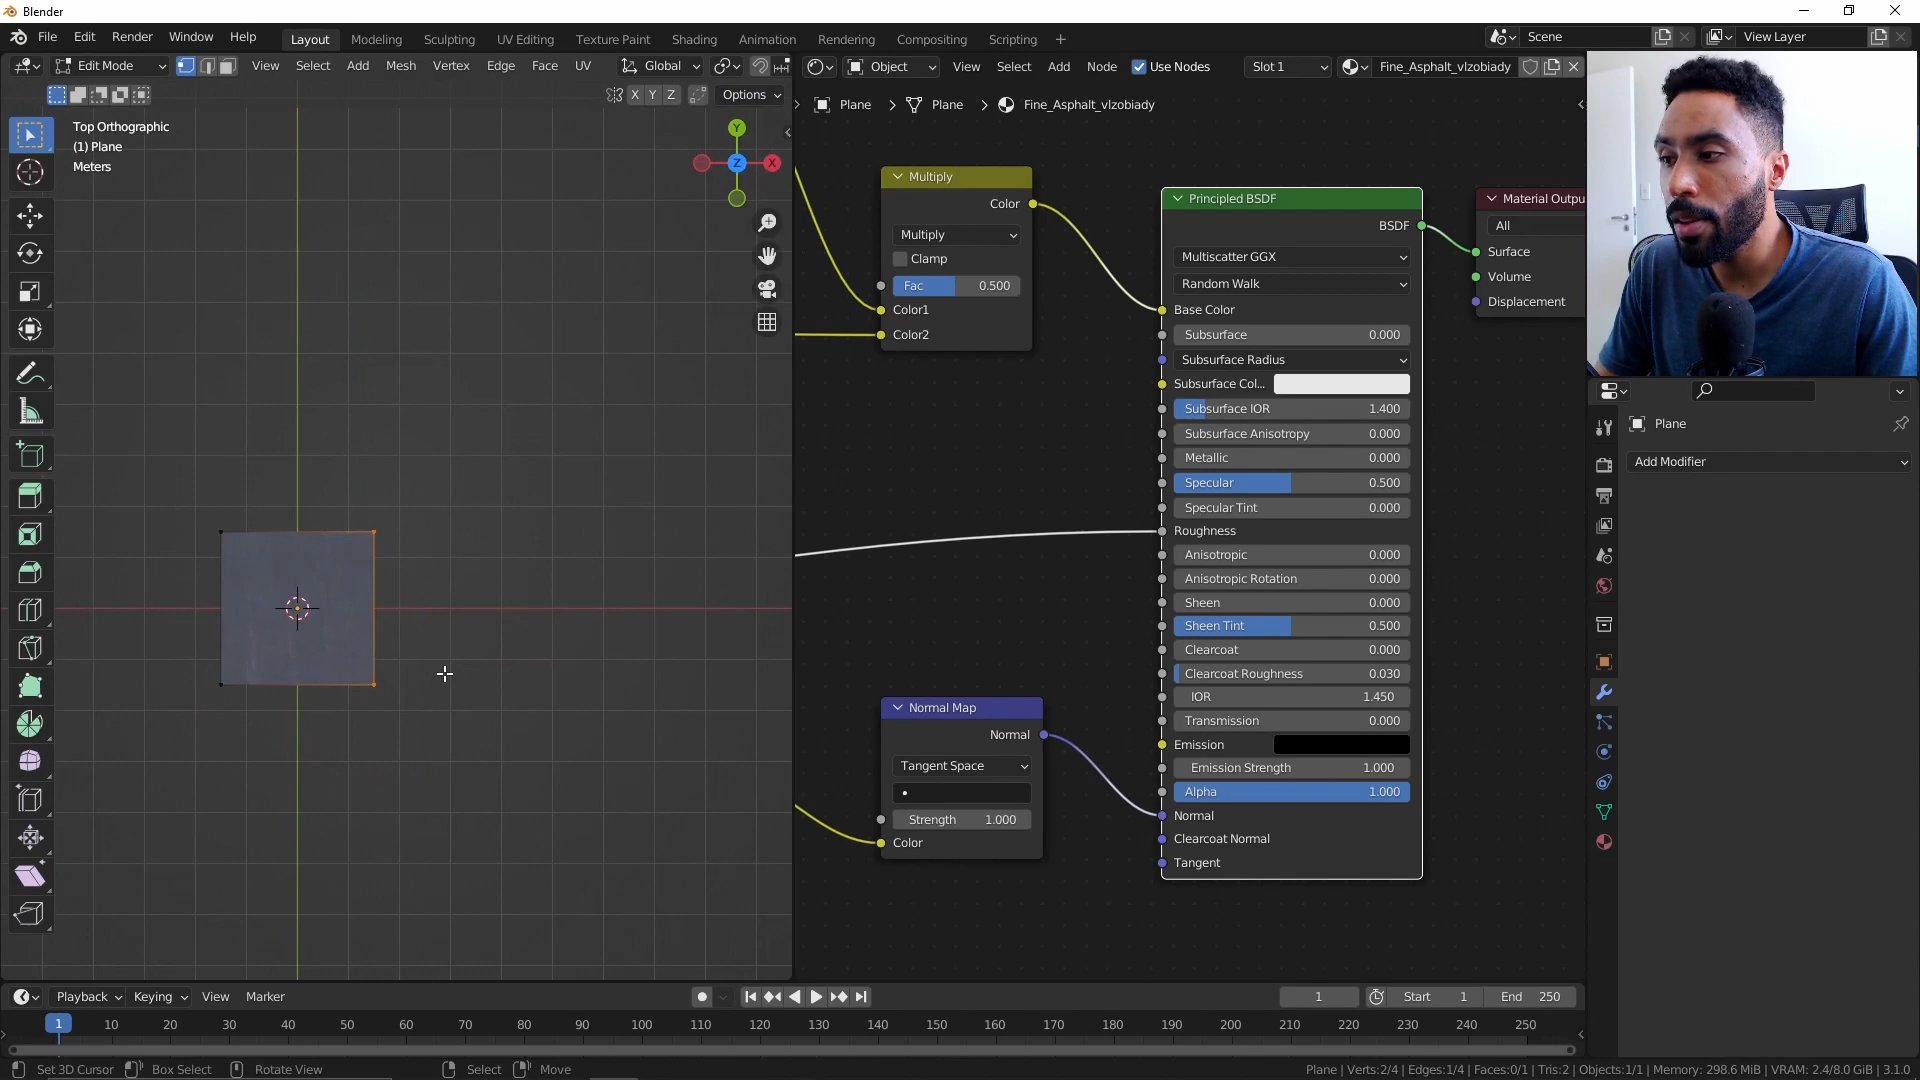 Blender
File Edit Render Window Help
Layout Modeling Sculpting UV Editing Texture Paint Shading Animation Rendering Compositing Scripting +
Scene
View Layer
Edit Mode View Select Add Mesh Vertex Edge Face UV Global
Object View Select Add Node Use Nodes Slot 1 Fine_Asphalt_vlzobiady
X Y Z Options
Plane Plane Fine_Asphalt_vlzobiady
Top Orthographic
(1) Plane
Meters
Y
Z
X
Multiply
Color
Multiply
Clamp
Fac 0.500
Color1
Color2
Principled BSDF
BSDF
Multiscatter GGX
Random Walk
Base Color
Subsurface 0.000
Subsurface Radius
Subsurface Col...
Subsurface IOR 1.400
Subsurface Anisotropy 0.000
Metallic 0.000
Specular 0.500
Specular Tint 0.000
Roughness
Anisotropic 0.000
Anisotropic Rotation 0.000
Sheen 0.000
Sheen Tint 0.500
Clearcoat 0.000
Clearcoat Roughness 0.030
IOR 1.450
Transmission 0.000
Emission
Emission Strength 1.000
Alpha 1.000
Normal
Clearcoat Normal
Tangent
Material Outpu
All
Surface
Volume
Displacement
Normal Map
Normal
Tangent Space
Strength 1.000
Color
Plane
Add Modifier
Playback Keying View Marker
1 Start 1 End 250
1 10 20 30 40 50 60 70 80 90 100 110 120 130 140 150 160 170 180 190 200 210 220 230 240 250
Set 3D Cursor Box Select Rotate View Select Move
Plane | Verts:2/4 | Edges:1/4 | Faces:0/1 | Tris:2 | Objects:1/1 | Memory: 298.6 MiB | VRAM: 2.4/8.0 GiB | 3.1.0